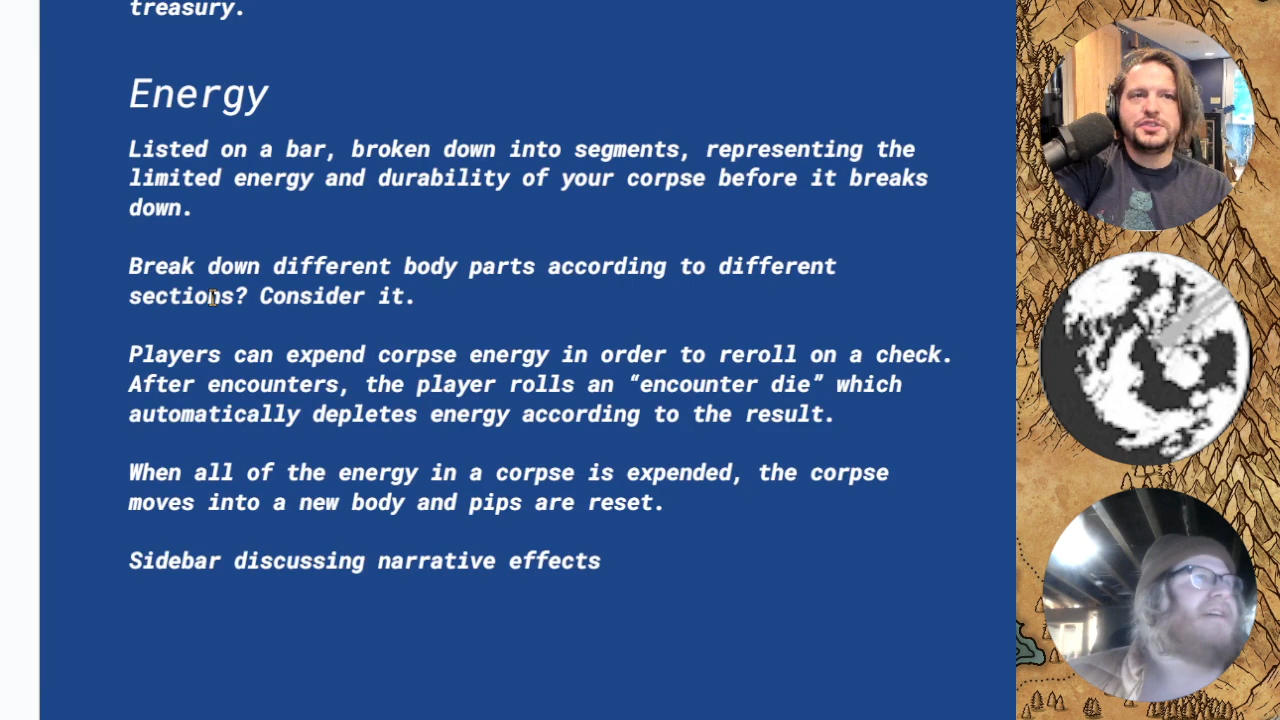 treasury.
Energy
Listed on a bar, broken down into segments, representing the
limited energy and durability of your corpse before it breaks
down.
Break down different body parts according to different
sections? Consider it.
Players can expend corpse energy in order to reroll on a check.
After encounters, the player rolls an “encounter die” which
automatically depletes energy according to the result.
When all of the energy in a corpse is expended, the corpse
moves into a new body and pips are reset.
Sidebar discussing narrative effects